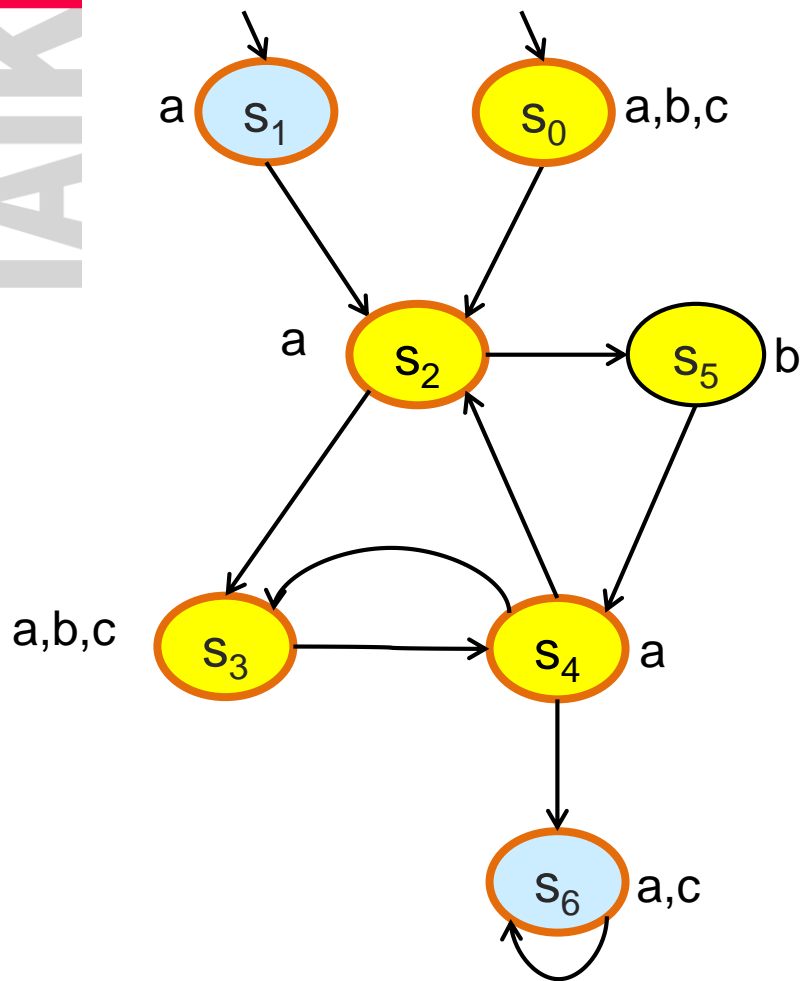 IAIK
a s₁ s₀ a,b,c
a s₂ s₅ b
a,b,c s₃ s₄ a
s₆ a,c